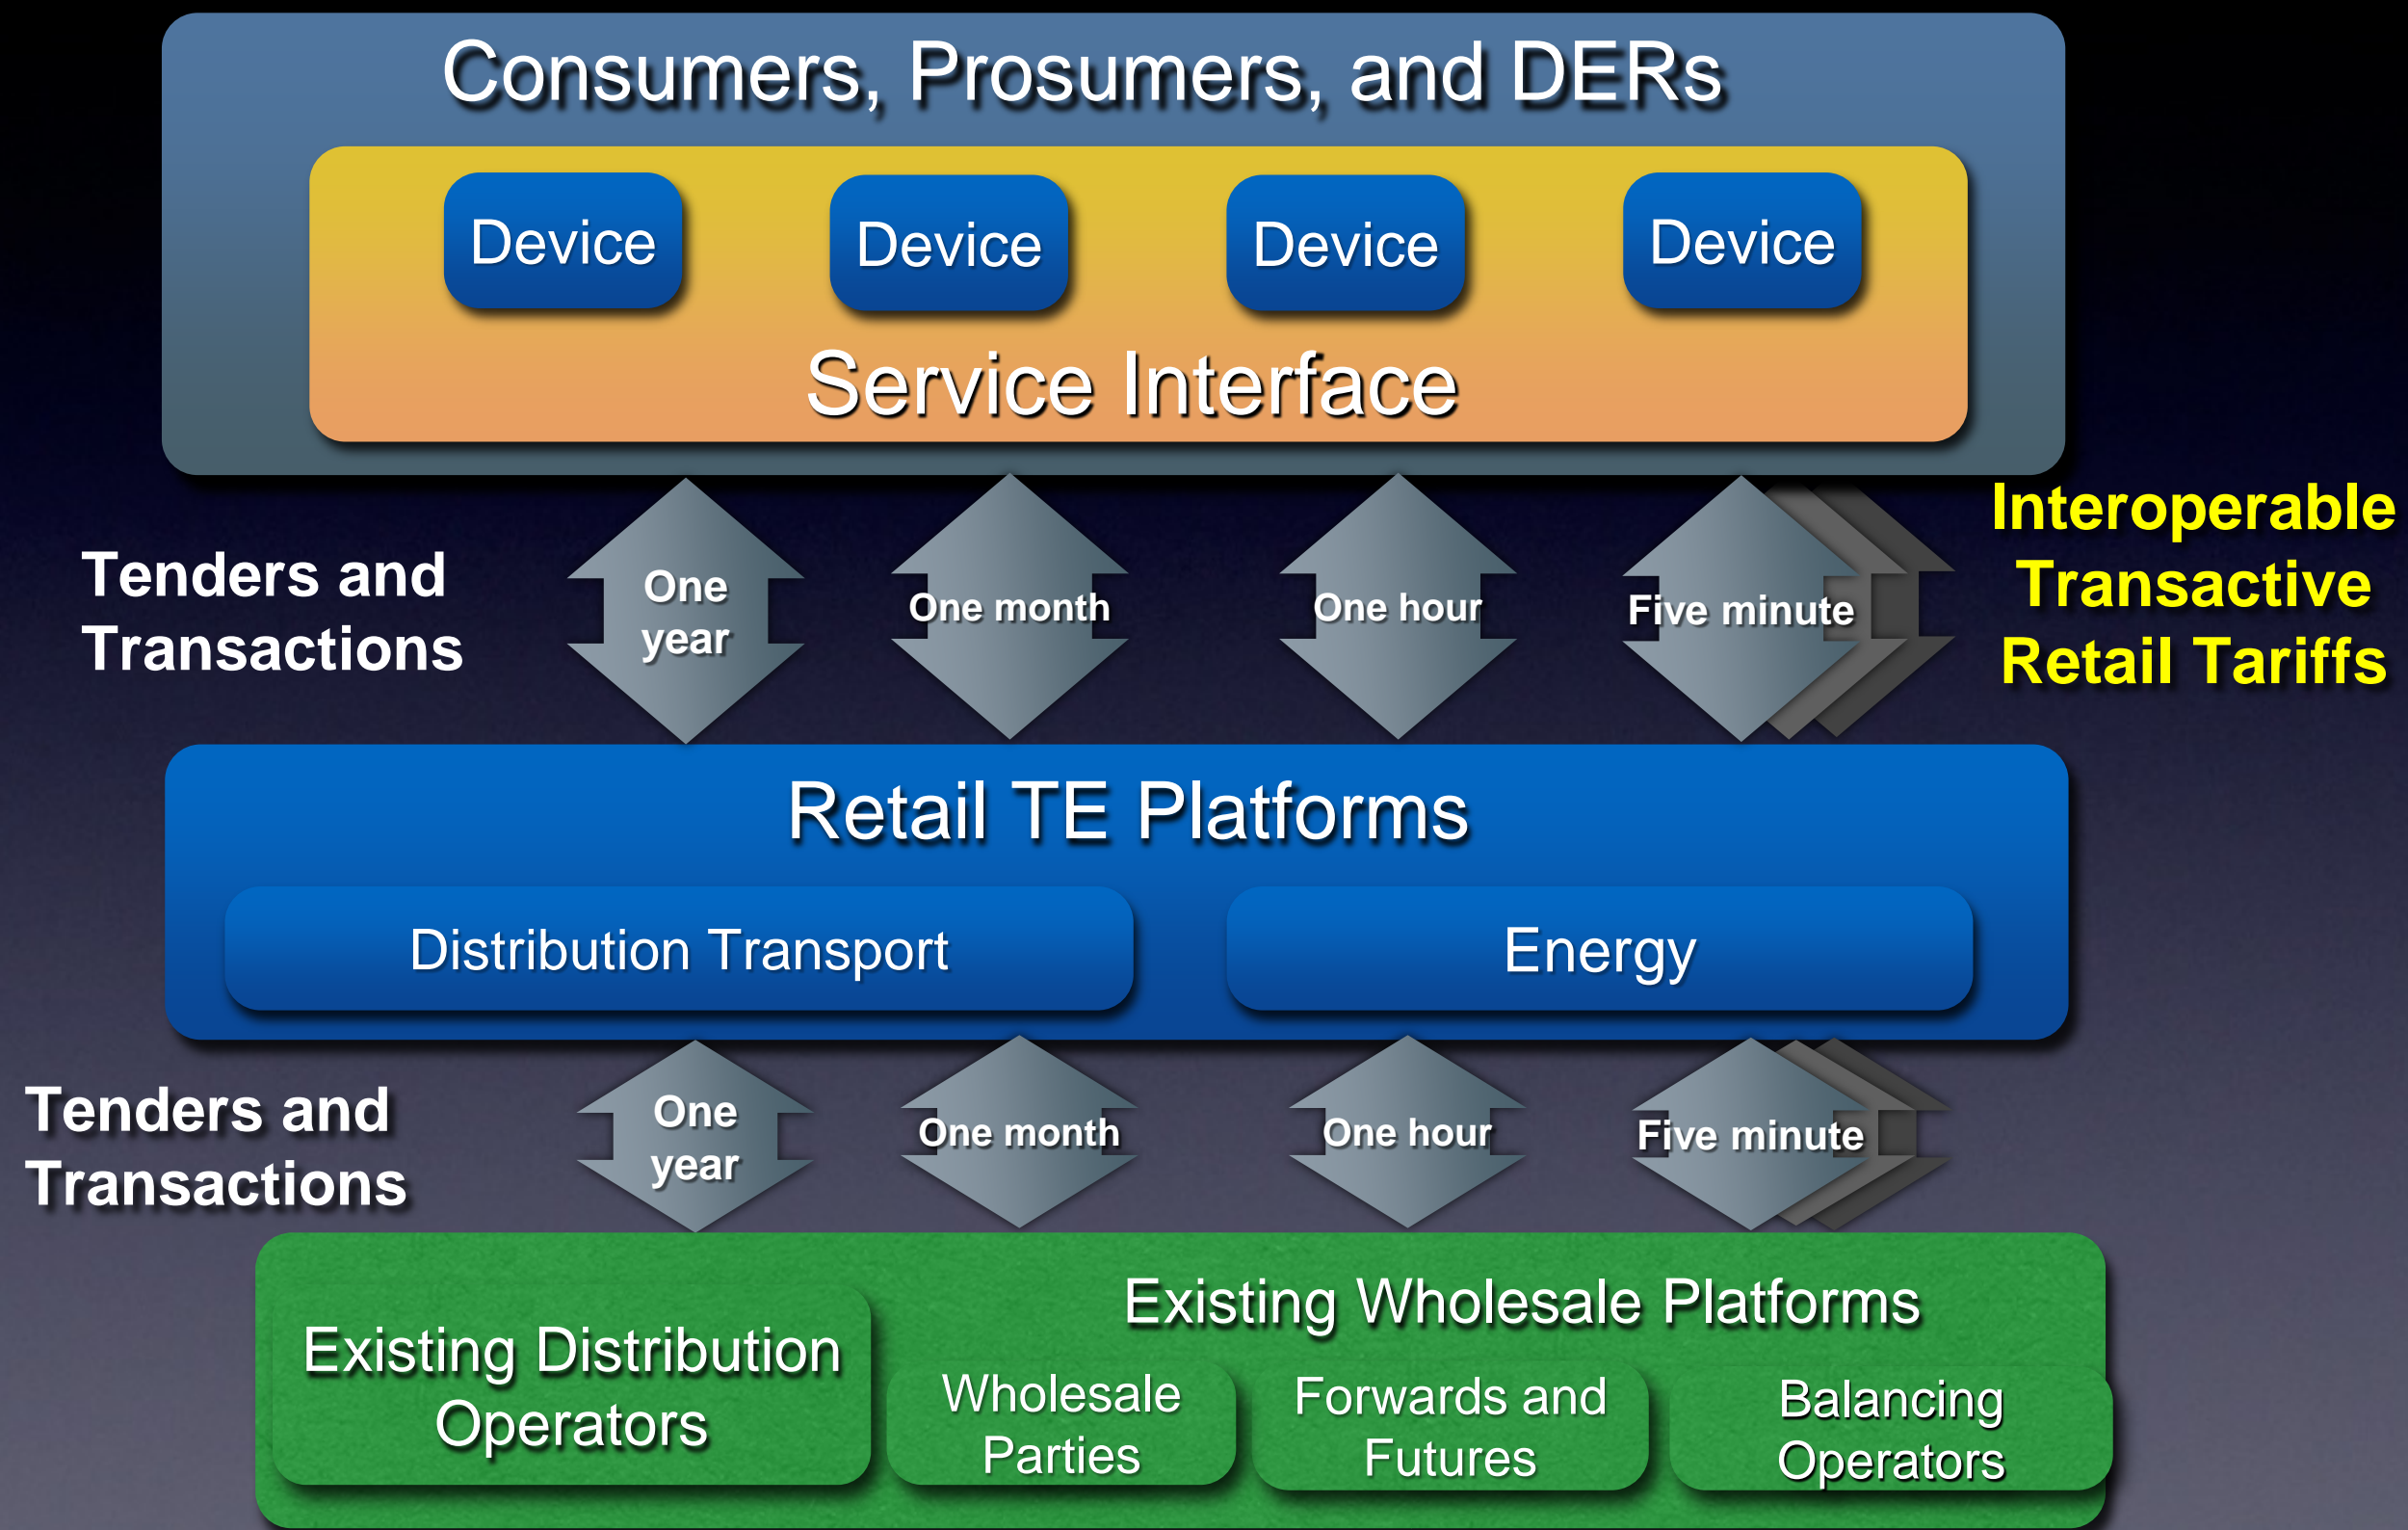 Consumers, Prosumers, and DERs
Device
Device
Device
Device
Service Interface
Tenders and
Transactions
One
year
One month
One hour
Five minute
Interoperable
Transactive
Retail Tariffs
Retail TE Platforms
Distribution Transport
Energy
Tenders and
Transactions
One
year
One month
One hour
Five minute
Existing Distribution
Operators
Existing Wholesale Platforms
Wholesale
Parties
Forwards and
Futures
Balancing
Operators